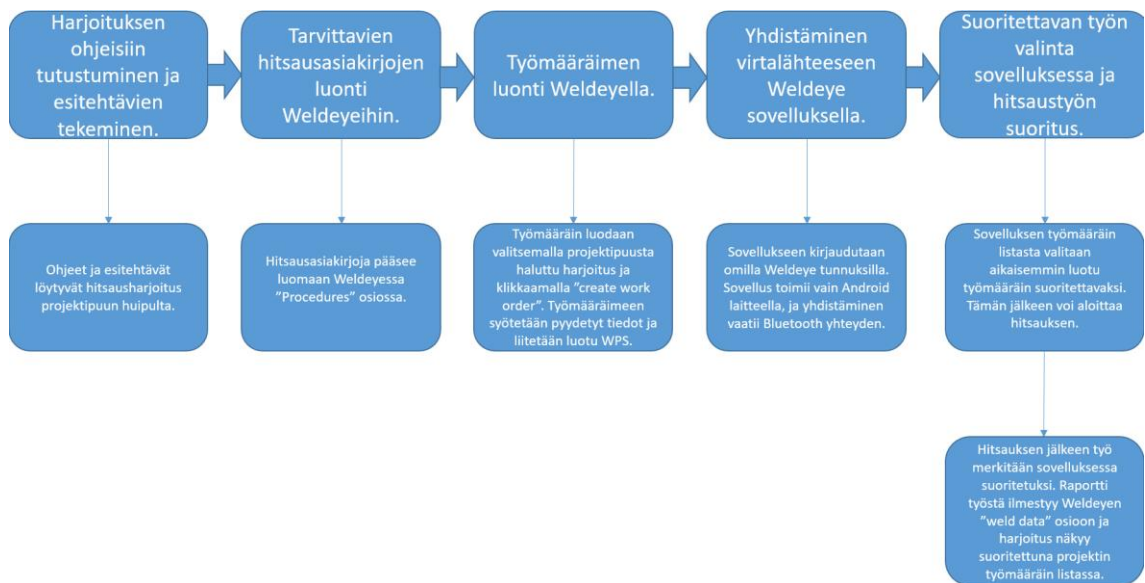 Harjoituksen
ohjeisiin
tutustuminen ja
esitehtävien
tekeminen.
Tarvittavien
hitsausasiakirjojen
luonti
Weldeyeihin.
Työmääräimen
luonti Weldeyella.
Yhdistäminen
virtalähteeseen
Weldeye
sovelluksella.
Suoritettavan työn
valinta
sovelluksessa ja
hitsaustyön
suoritus.
Ohjeet ja esitehtävät
löytyvät hitsausharjoitus
projektipuun huipulta.
Hitsausasiakirjoja pääsee
luomaan Weldeyessa
”Procedures” osiossa.
Työmääräin luodaan
valitsemalla projektipuusta
haluttu harjoitus ja
klikkaamalla ”create work
order”. Työmääräimeen
syötetään pyydetyt tiedot ja
liitetään luotu WPS.
Sovellukseen kirjaudutaan
omilla Weldeye tunnuksilla.
Sovellus toimii vain Android
laitteella, ja yhdistäminen
vaatii Bluetooth yhteyden.
Sovelluksen työmääräin
listasta valitaan
aikaisemmin luotu
työmääräin suoritettavaksi.
Tämän jälkeen voi aloittaa
hitsauksen.
Hitsauksen jälkeen työ
merkitään sovelluksessa
suoritetuksi. Raportti
työstä ilmestyy Weldeyen
”weld data” osioon ja
harjoitus näkyy
suoritettuna projektin
työmääräin listassa.